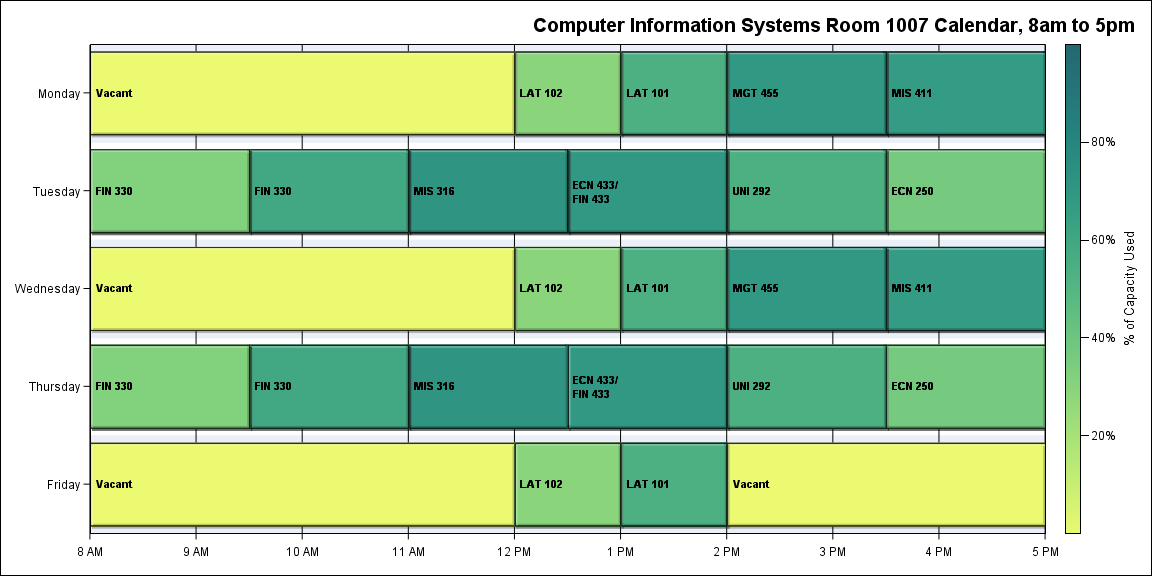 Computer Information Systems Room 1007 Calendar, 8am to 5pm
Monday
Vacant
LAT 102
LAT 101
MGT 455
MIS 411
Tuesday
FIN 330
FIN 330
MIS 316
ECN 433/
FIN 433
UNI 292
ECN 250
Wednesday
Vacant
LAT 102
LAT 101
MGT 455
MIS 411
Thursday
FIN 330
FIN 330
MIS 316
ECN 433/
FIN 433
UNI 292
ECN 250
Friday
Vacant
LAT 102
LAT 101
Vacant
8 AM
9 AM
10 AM
11 AM
12 PM
1 PM
2 PM
3 PM
4 PM
5 PM
80%
60%
40%
20%
% of Capacity Used